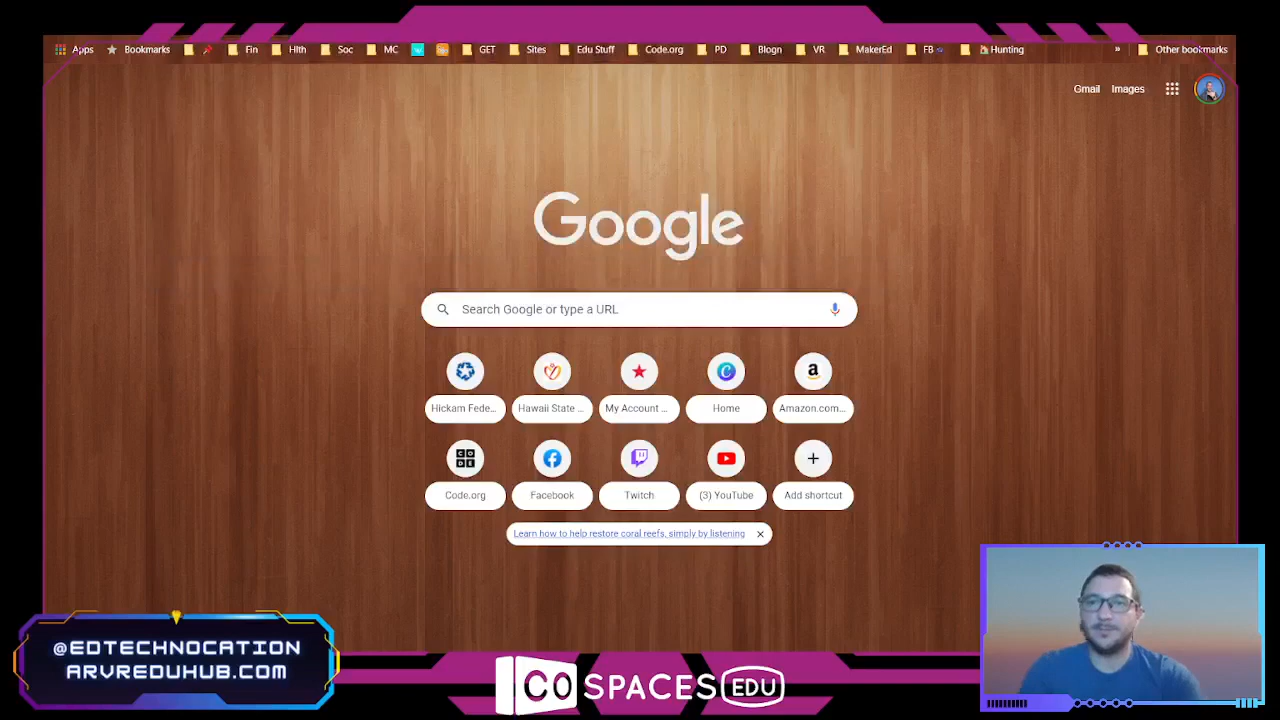 Apps Bookmarks Fin Hlth Soc MC GET Sites Edu Stuff Code.org PD Blogn VR MakerEd FB Hunting » Other bookmarks
Gmail Images
Google
Search Google or type a URL
Hickam Fede... Hawaii State ... My Account ... Home Amazon.com...
CODE
Code.org Facebook Twitch (3) YouTube Add shortcut
Learn how to help restore coral reefs, simply by listening
@EDTECHNOCATION
ARVREDUHUB.COM
COSPACES EDU